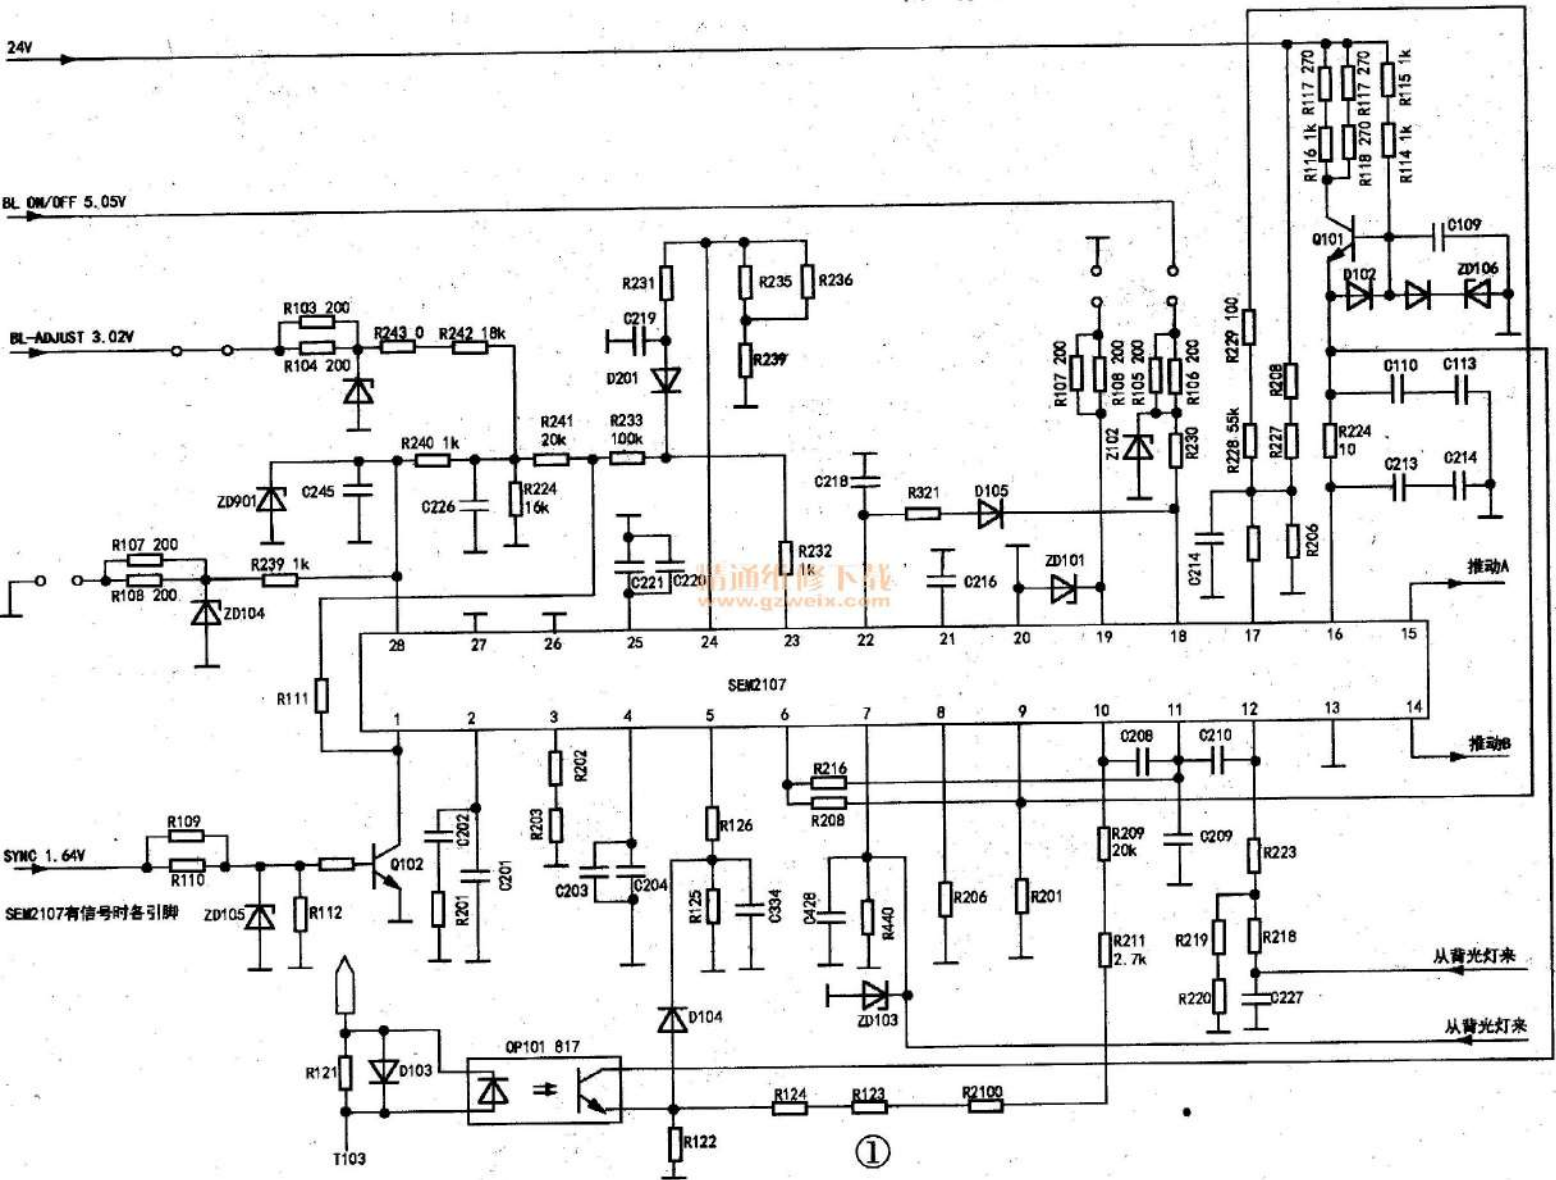 24V
R117 270
R117 270
R115 1k
R116 1k
R118 270
R114 1k
BL ON/OFF 5.05V
Q101
C109
D102
ZD106
R231
R235
R236
R103 200
C219
R243 0
R242 18k
BL-ADJUST 3.02V
R104 200
D201
R239
R107 200
R108 200
R105 200
R106 200
R229 100
R208
C110
C113
R241
20k
R233
100k
R240 1k
Z102
R230
R228 55k
R227
R224
10
C213
C214
ZD901
C245
C226
R224
16k
C218
R321
D105
R107 200
R239 1k
R108 200
ZD104
C221
C220
R232
1k
C216
ZD101
C214
R206
推动A
精通维修下载
www.gzweix.com
28
27
26
25
24
23
22
21
20
19
18
17
16
15
SEM2107
R111
1
2
3
4
5
6
7
8
9
10
11
12
13
14
推动B
C208
C210
R202
R216
R208
R203
R126
R109
SYNC 1.64V
R110
Q102
C202
C201
R209
20k
C209
R223
C203
C204
SEM2107有信号时各引脚
ZD105
R112
R201
R125
C334
C428
R440
R206
R201
R211
2.7k
R219
R218
从背光灯来
R220
C227
D104
ZD103
从背光灯来
OP101 817
R121
D103
R124
R123
R2100
R122
T103
①